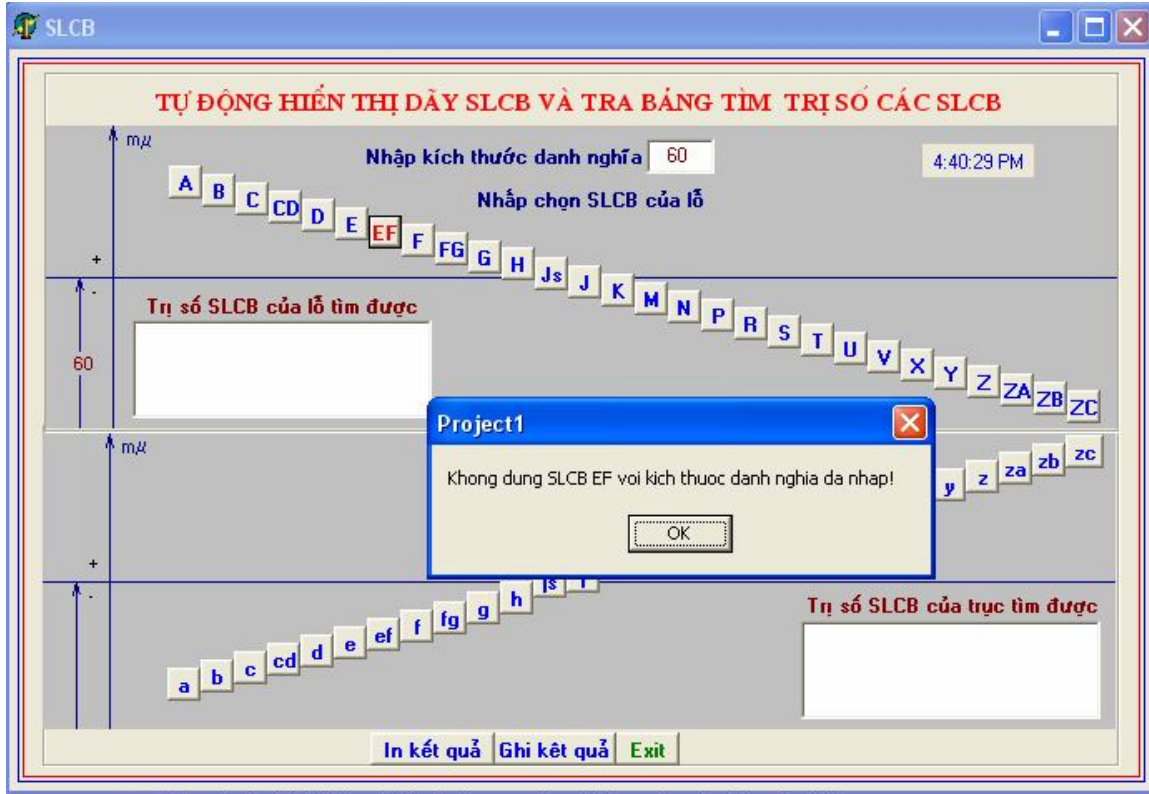 SLCB
TỰ ĐỘNG HIỂN THỊ DÃY SLCB VÀ TRA BẢNG TÌM TRỊ SỐ CÁC SLCB
mμ
Nhập kích thước danh nghĩa 60
4:40:29 PM
Nhấp chọn SLCB của lỗ
A B C CD D E EF F FG G H Js J K M N P R S T U V X Y Z ZA ZB ZC
+
-
Trị số SLCB của lỗ tìm được
60
Project1
Khong dung SLCB EF voi kich thuoc danh nghia da nhap!
OK
mμ
y z za zb zc
+
-
a b c cd d e ef f fg g h js
Trị số SLCB của trục tìm được
In kết quả Ghi kêt quả Exit